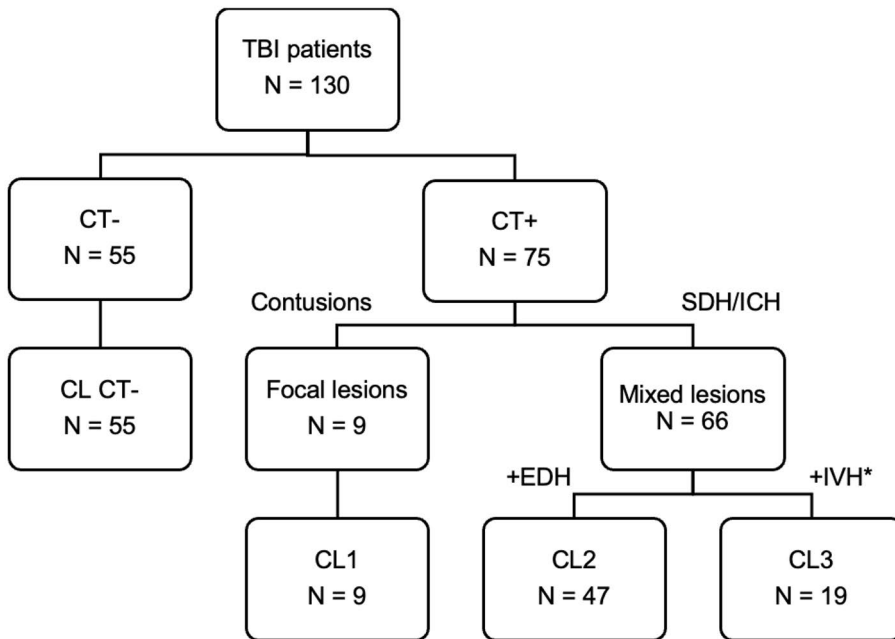 TBI patients
N = 130
CT-
N = 55
CT+
N = 75
Contusions
SDH/ICH
CL CT-
N = 55
Focal lesions
N = 9
Mixed lesions
N = 66
+EDH
+IVH*
CL1
N = 9
CL2
N = 47
CL3
N = 19